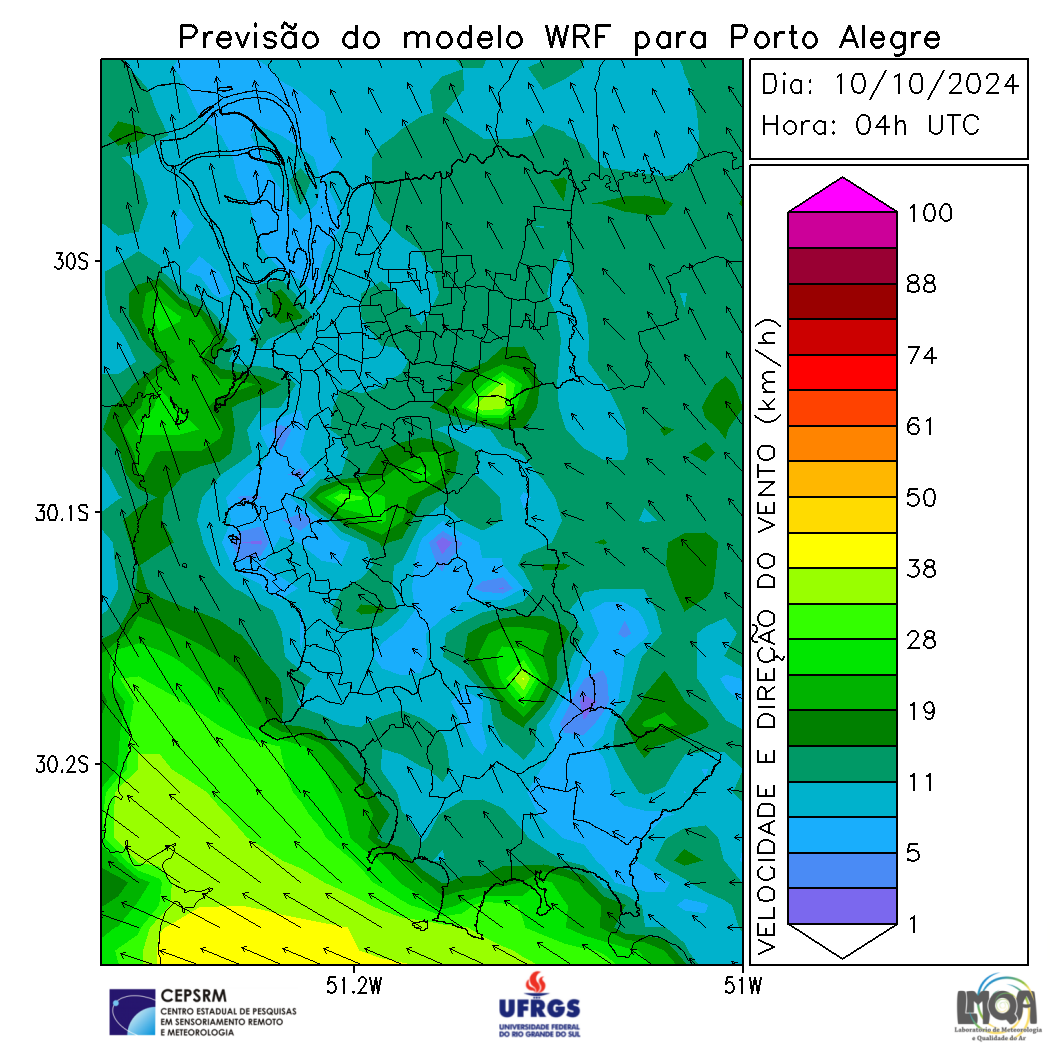 Previsão do modelo WRF para Porto Alegre
Dia: 10/10/2024
Hora: 04h UTC
30S
30.1S
30.2S
51.2W
51W
VELOCIDADE E DIREÇÃO DO VENTO (km/h)
100
88
74
61
50
38
28
19
11
5
1
CEPSRM
CENTRO ESTADUAL DE PESQUISAS
EM SENSORIAMENTO REMOTO
E METEOROLOGIA
UFRGS
UNIVERSIDADE FEDERAL
DO RIO GRANDE DO SUL
LMQA
Laboratório de Meteorologia
e Qualidade do Ar